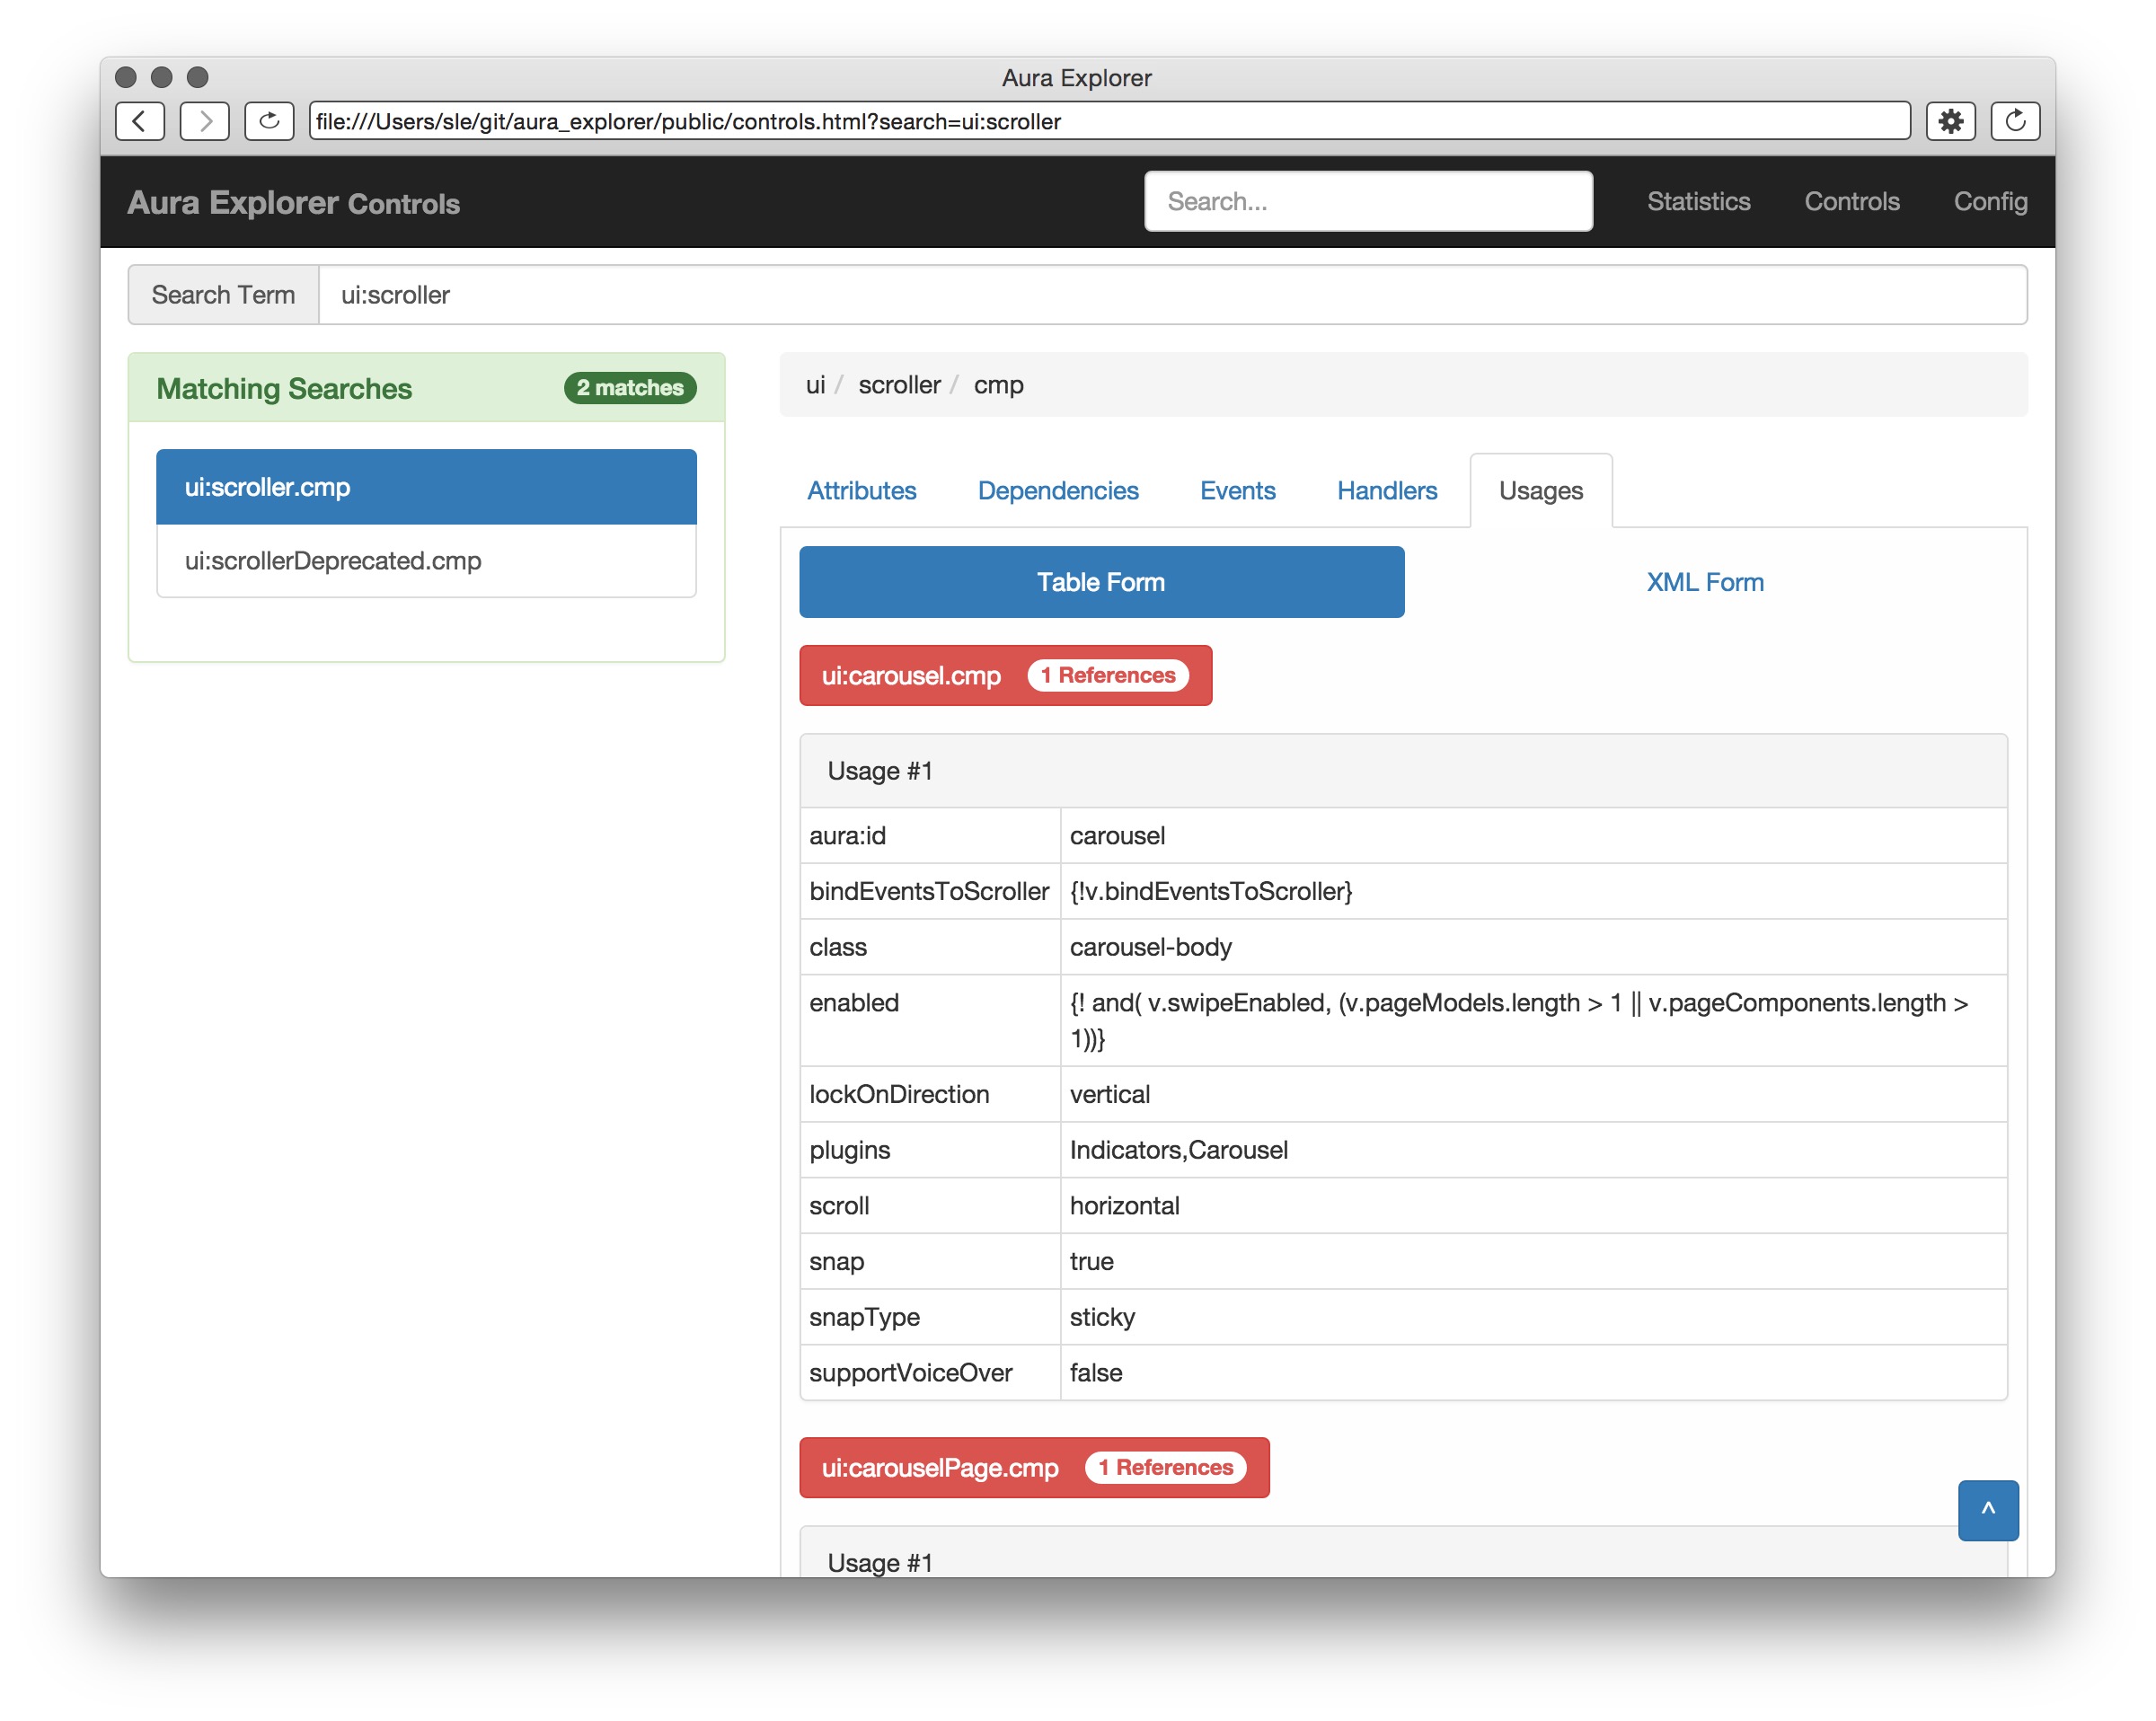 Aura Explorer
file:///Users/sle/git/aura_explorer/public/controls.html?search=ui:scroller
Aura Explorer Controls
Search...
Statistics
Controls
Config
Search Term
ui:scroller
Matching Searches
2 matches
ui:scroller.cmp
ui:scrollerDeprecated.cmp
ui / scroller / cmp
Attributes
Dependencies
Events
Handlers
Usages
Table Form
XML Form
ui:carousel.cmp 1 References
Usage #1
aura:id carousel
bindEventsToScroller {!v.bindEventsToScroller}
class carousel-body
enabled {! and( v.swipeEnabled, (v.pageModels.length > 1 || v.pageComponents.length >
1))}
lockOnDirection vertical
plugins Indicators,Carousel
scroll horizontal
snap true
snapType sticky
supportVoiceOver false
ui:carouselPage.cmp 1 References
^
Usage #1